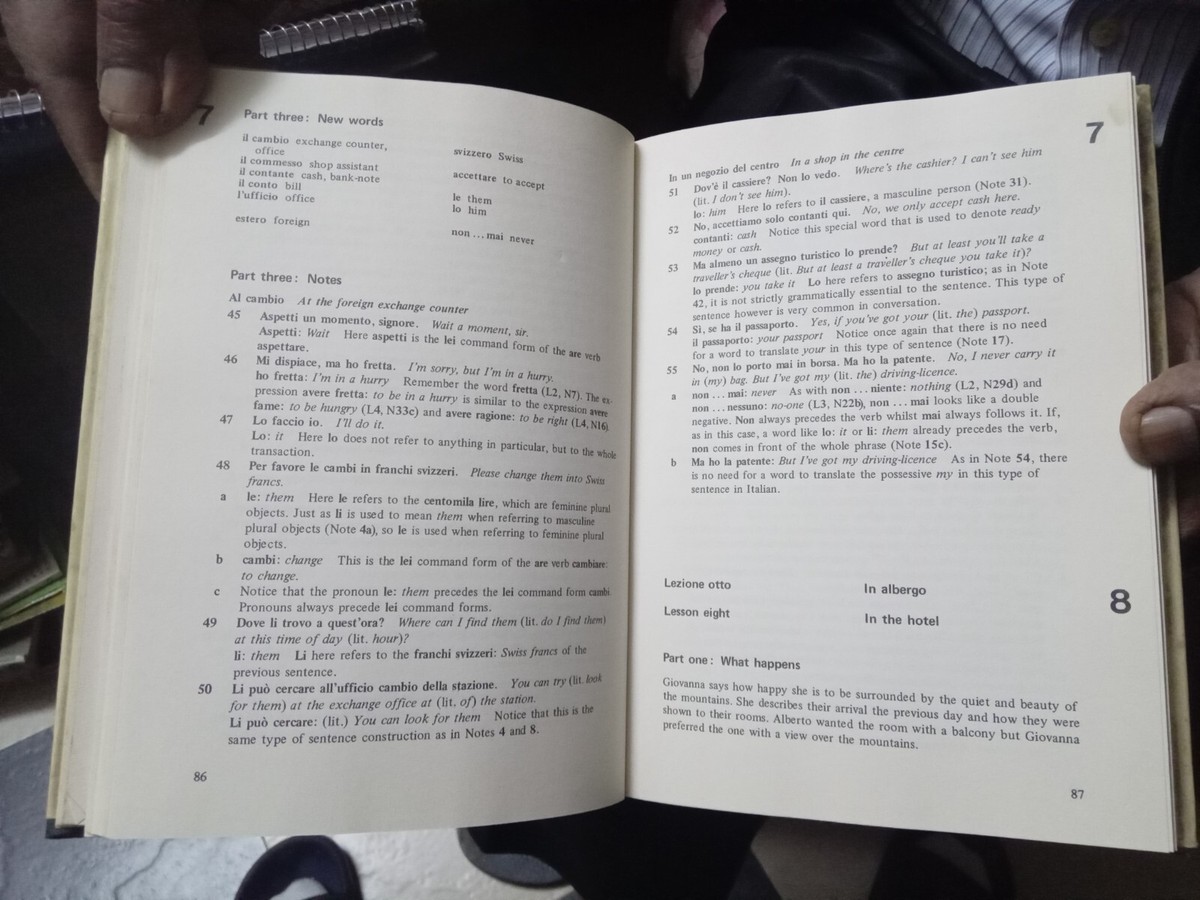 7
Part three: New words
il cambio exchange counter,
office
il commesso shop assistant
il contante cash, bank-note
il conto bill
l'ufficio office
estero foreign
svizzero Swiss
accettare to accept
le them
lo him
non ... mai never
Part three: Notes
Al cambio At the foreign exchange counter
45 Aspetti un momento, signore. Wait a moment, sir.
Aspetti: Wait Here aspetti is the lei command form of the are verb
aspettare.
46 Mi dispiace, ma ho fretta. I'm sorry, but I'm in a hurry.
ho fretta: I'm in a hurry Remember the word fretta (L2, N7). The ex-
pression avere fretta: to be in a hurry is similar to the expression avere
fame: to be hungry (L4, N33c) and avere ragione: to be right (L4, N16).
47 Lo faccio io. I'll do it.
Lo: it Here lo does not refer to anything in particular, but to the whole
transaction.
48 Per favore le cambi in franchi svizzeri. Please change them into Swiss
francs.
a le: them Here le refers to the centomila lire, which are feminine plural
objects. Just as li is used to mean them when referring to masculine
plural objects (Note 4a), so le is used when referring to feminine plural
objects.
b cambi: change This is the lei command form of the are verb cambiare:
to change.
c Notice that the pronoun le: them precedes the lei command form cambi.
Pronouns always precede lei command forms.
49 Dove li trovo a quest'ora? Where can I find them (lit. do I find them)
at this time of day (lit. hour)?
li: them Li here refers to the franchi svizzeri: Swiss francs of the
previous sentence.
50 Li può cercare all'ufficio cambio della stazione. You can try (lit. look
for them) at the exchange office at (lit. of) the station.
Li può cercare: (lit.) You can look for them Notice that this is the
same type of sentence construction as in Notes 4 and 8.
86
7
In un negozio del centro In a shop in the centre
51 Dov'è il cassiere? Non lo vedo. Where's the cashier? I can't see him
(lit. I don't see him).
lo: him Here lo refers to il cassiere, a masculine person (Note 31).
52 No, accettiamo solo contanti qui. No, we only accept cash here.
contanti: cash Notice this special word that is used to denote ready
money or cash.
53 Ma almeno un assegno turistico lo prende? But at least you'll take a
traveller's cheque (lit. But at least a traveller's cheque you take it)?
lo prende: you take it Lo here refers to assegno turistico; as in Note
42, it is not strictly grammatically essential to the sentence. This type of
sentence however is very common in conversation.
54 Sì, se ha il passaporto. Yes, if you've got your (lit. the) passport.
il passaporto: your passport Notice once again that there is no need
for a word to translate your in this type of sentence (Note 17).
55 No, non lo porto mai in borsa. Ma ho la patente. No, I never carry it
in (my) bag. But I've got my (lit. the) driving-licence.
a non ... mai: never As with non ... niente: nothing (L2, N29d) and
non ... nessuno: no-one (L3, N22b), non ... mai looks like a double
negative. Non always precedes the verb whilst mai always follows it. If,
as in this case, a word like lo: it or li: them already precedes the verb,
non comes in front of the whole phrase (Note 15c).
b Ma ho la patente: But I've got my driving-licence As in Note 54, there
is no need for a word to translate the possessive my in this type of
sentence in Italian.
Lezione otto In albergo
8
Lesson eight In the hotel
Part one: What happens
Giovanna says how happy she is to be surrounded by the quiet and beauty of
the mountains. She describes their arrival the previous day and how they were
shown to their rooms. Alberto wanted the room with a balcony but Giovanna
preferred the one with a view over the mountains.
87